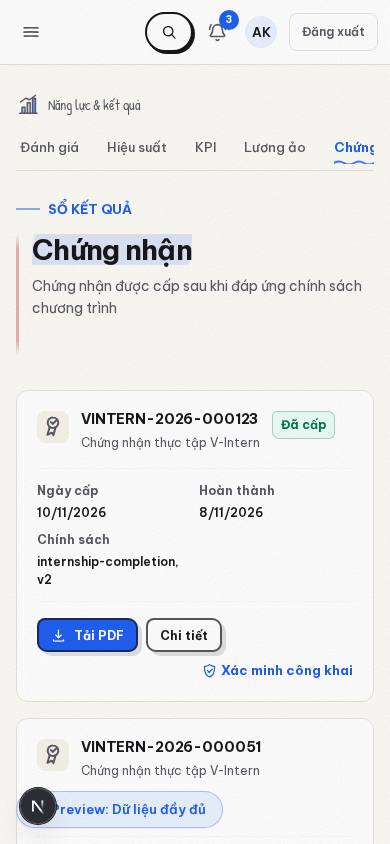 3
AK
Đăng xuất
Năng lực & kết quả
Đánh giá
Hiệu suất
KPI
Lương ảo
Chứng
SỔ KẾT QUẢ
Chứng nhận
Chứng nhận được cấp sau khi đáp ứng chính sách
chương trình
VINTERN-2026-000123
Đã cấp
Chứng nhận thực tập V-Intern
Ngày cấp
Hoàn thành
10/11/2026
8/11/2026
Chính sách
internship-completion,
v2
Tải PDF
Chi tiết
Xác minh công khai
VINTERN-2026-000051
Chứng nhận thực tập V-Intern
N
Preview: Dữ liệu đầy đủ